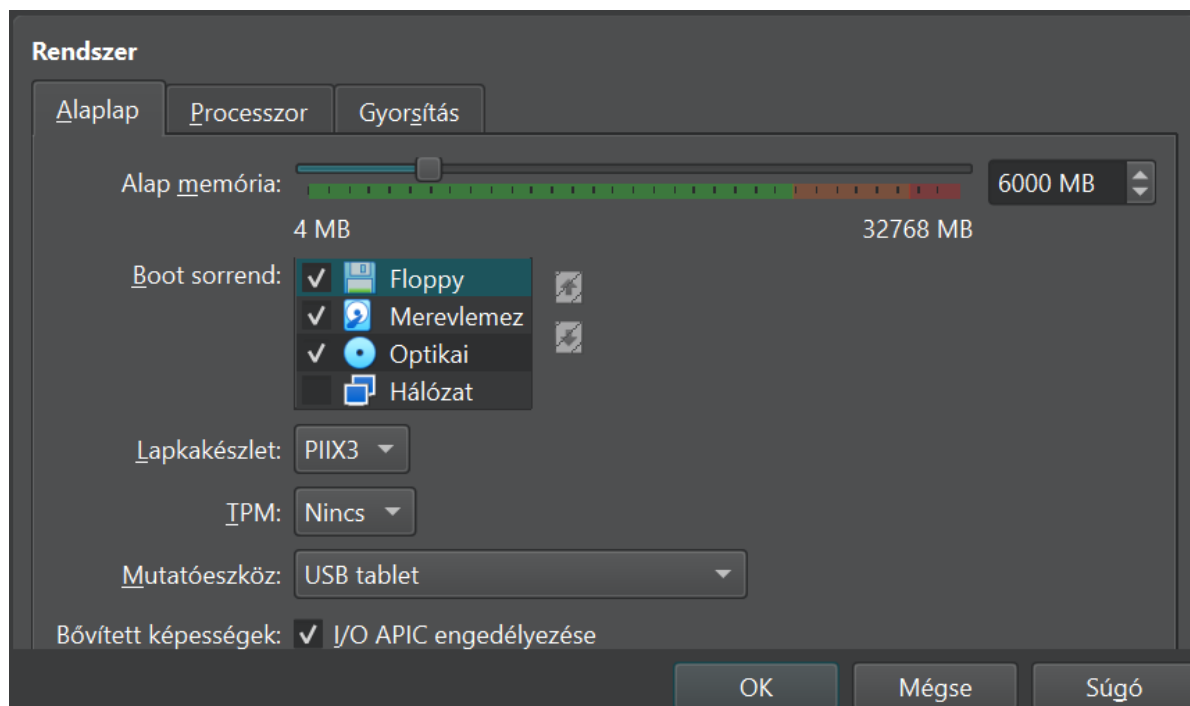 Rendszer
Alaplap Processzor Gyorsítás
Alap memória: 6000 MB
4 MB 32768 MB
Boot sorrend: Floppy
Merevlemez
Optikai
Hálózat
Lapkakészlet: PIIX3
TPM: Nincs
Mutatóeszköz: USB tablet
Bővített képességek: I/O APIC engedélyezése
OK Mégse Súgó